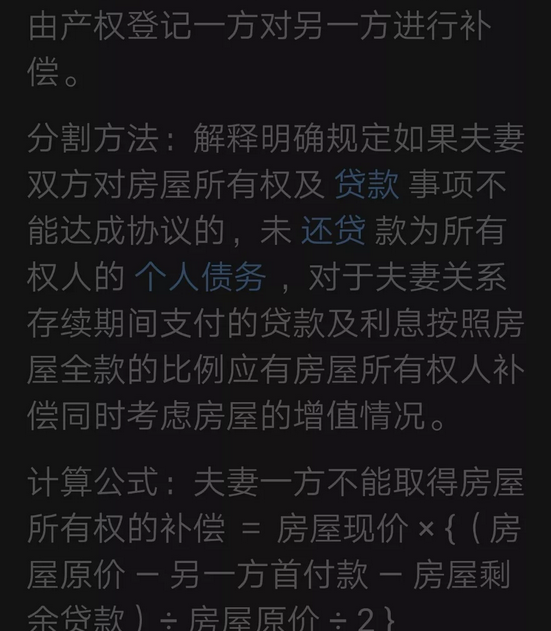 由产权登记一方对另一方进行补
偿。
分割方法：解释明确规定如果夫妻
双方对房屋所有权及 贷款 事项不
能达成协议的，未 还贷 款为所有
权人的 个人债务 ，对于夫妻关系
存续期间支付的贷款及利息按照房
屋全款的比例应有房屋所有权人补
偿同时考虑房屋的增值情况。
计算公式：夫妻一方不能取得房屋
所有权的补偿 = 房屋现价 ×{（房
屋原价 — 另一方首付款 — 房屋剩
余贷款）÷ 房屋原价 ÷ 2 }